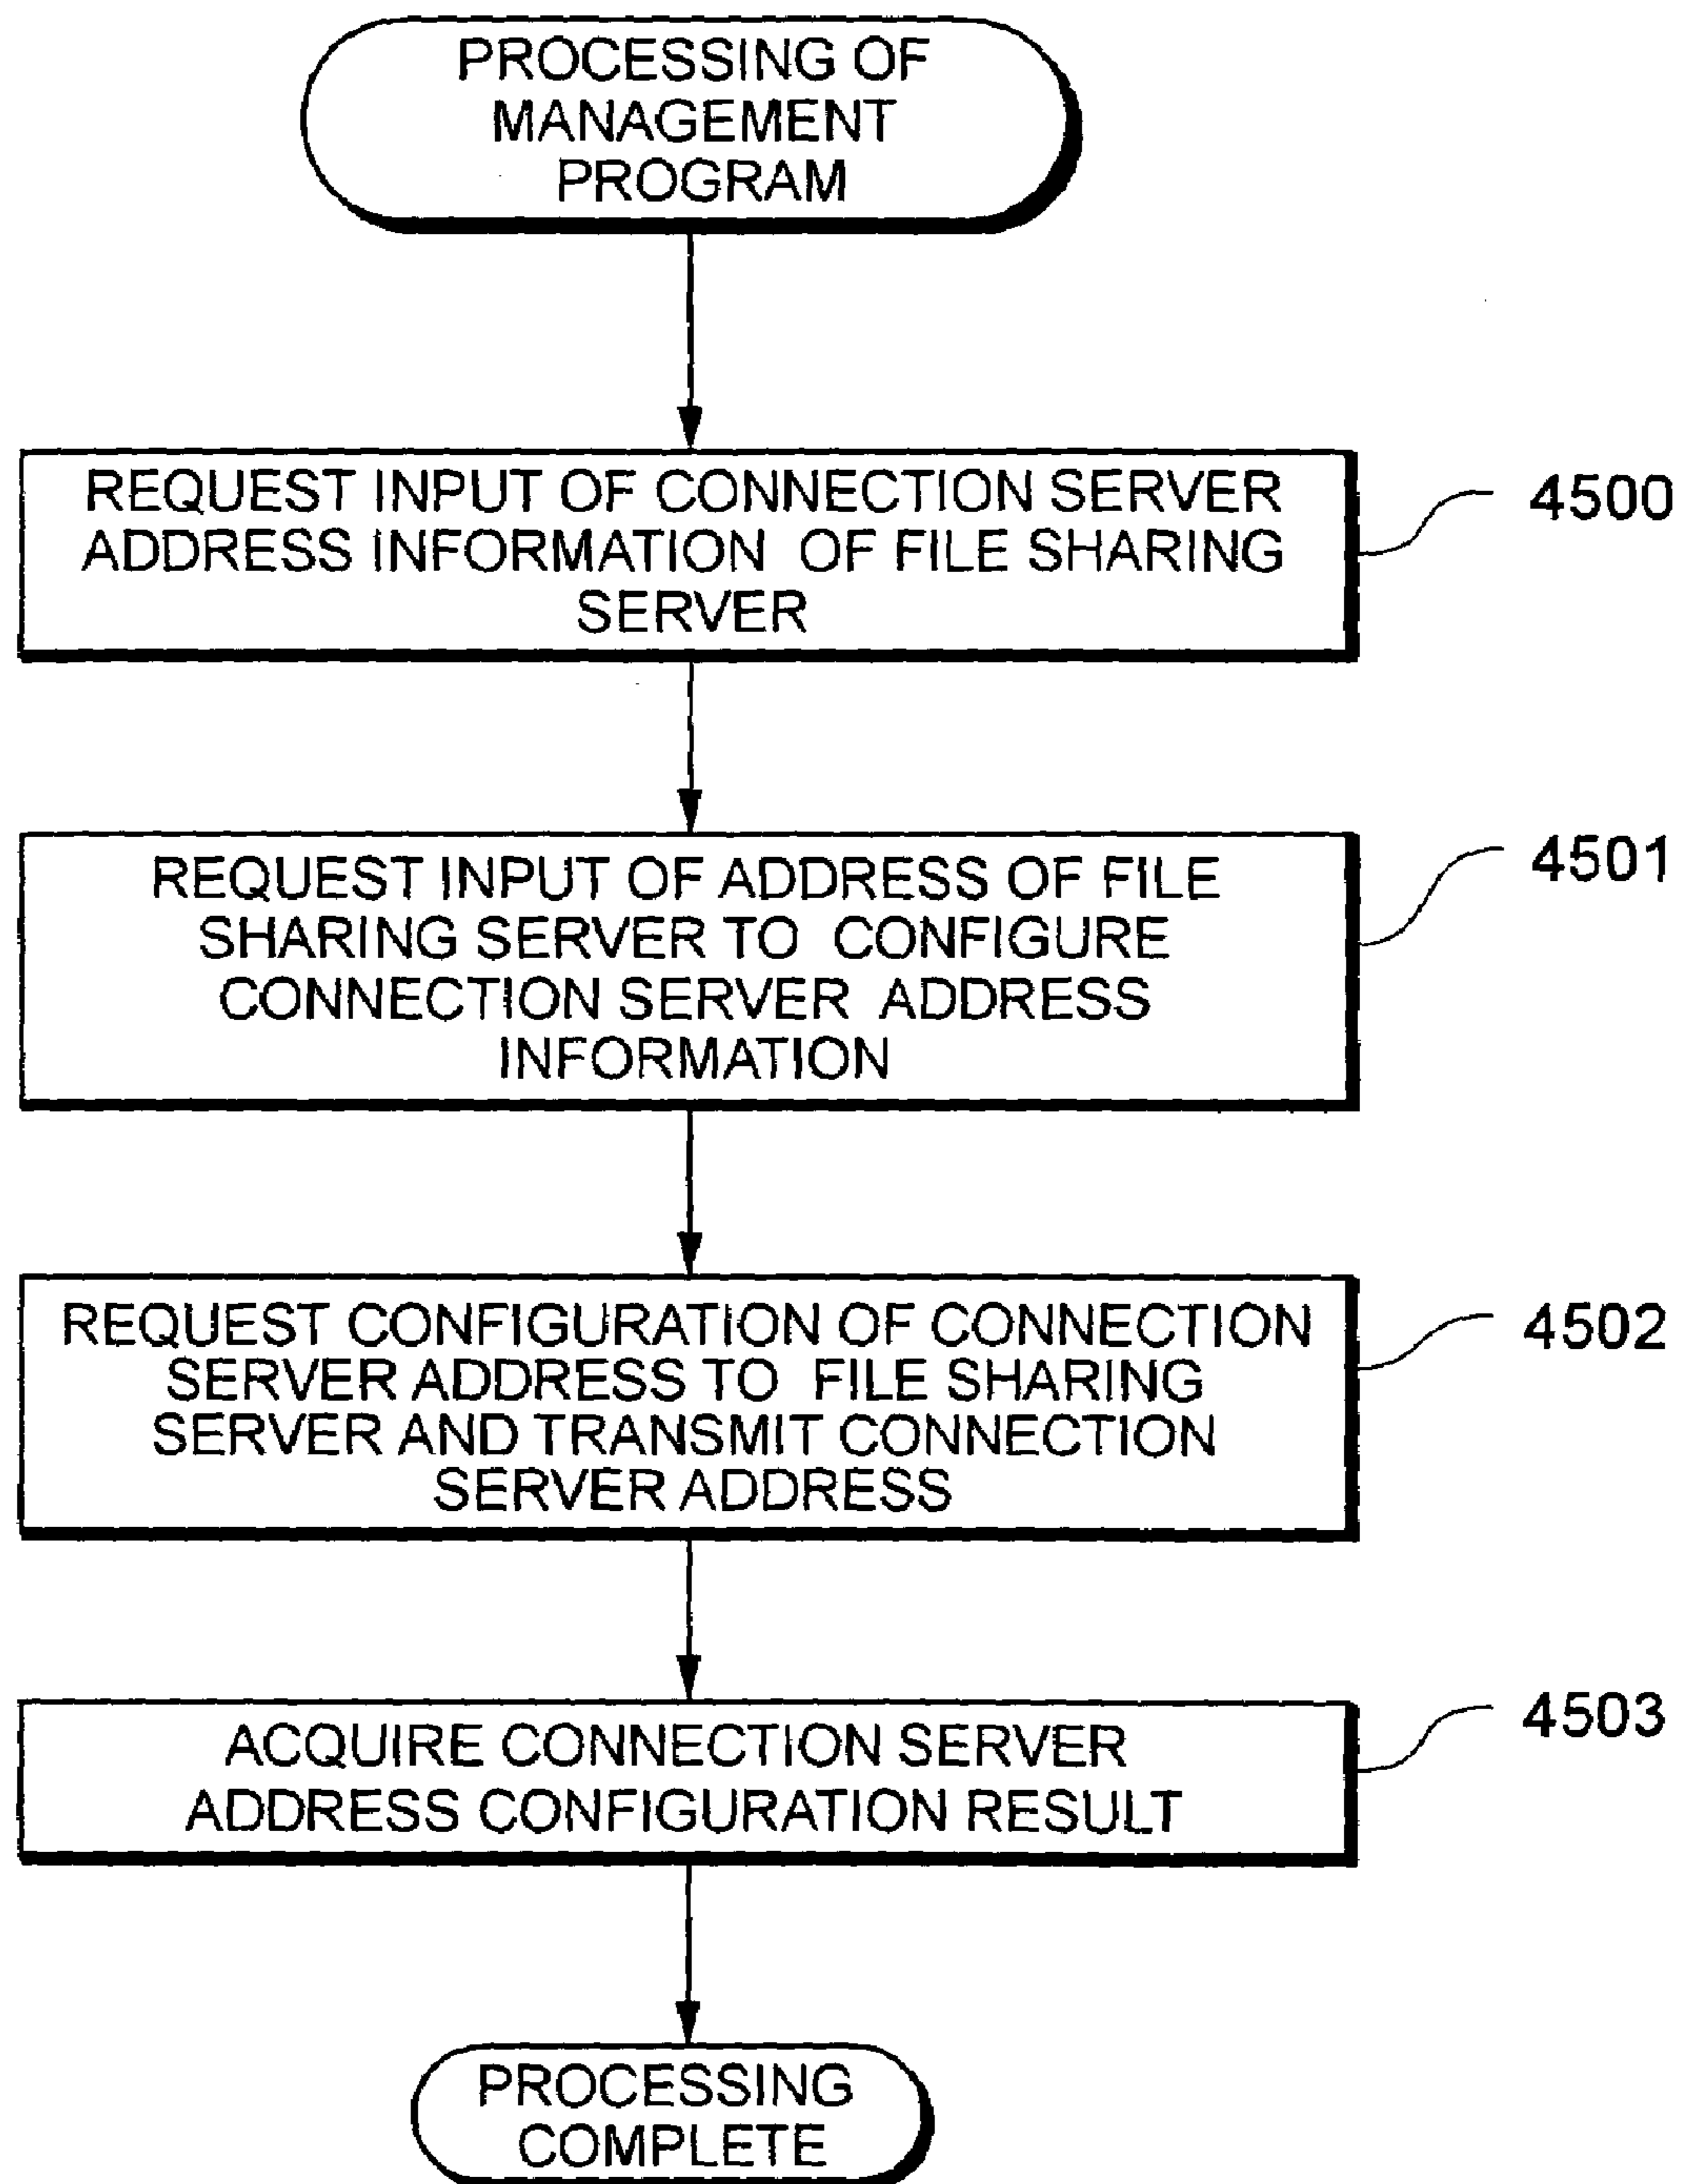 PROCESSING OF
MANAGEMENT
PROGRAM
REQUEST INPUT OF CONNECTION SERVER
ADDRESS INFORMATION OF FILE SHARING
SERVER
4500
REQUEST INPUT OF ADDRESS OF FILE
SHARING SERVER TO CONFIGURE
CONNECTION SERVER ADDRESS
INFORMATION
4501
REQUEST CONFIGURATION OF CONNECTION
SERVER ADDRESS TO FILE SHARING
SERVER AND TRANSMIT CONNECTION
SERVER ADDRESS
4502
ACQUIRE CONNECTION SERVER
ADDRESS CONFIGURATION RESULT
4503
PROCESSING
COMPLETE